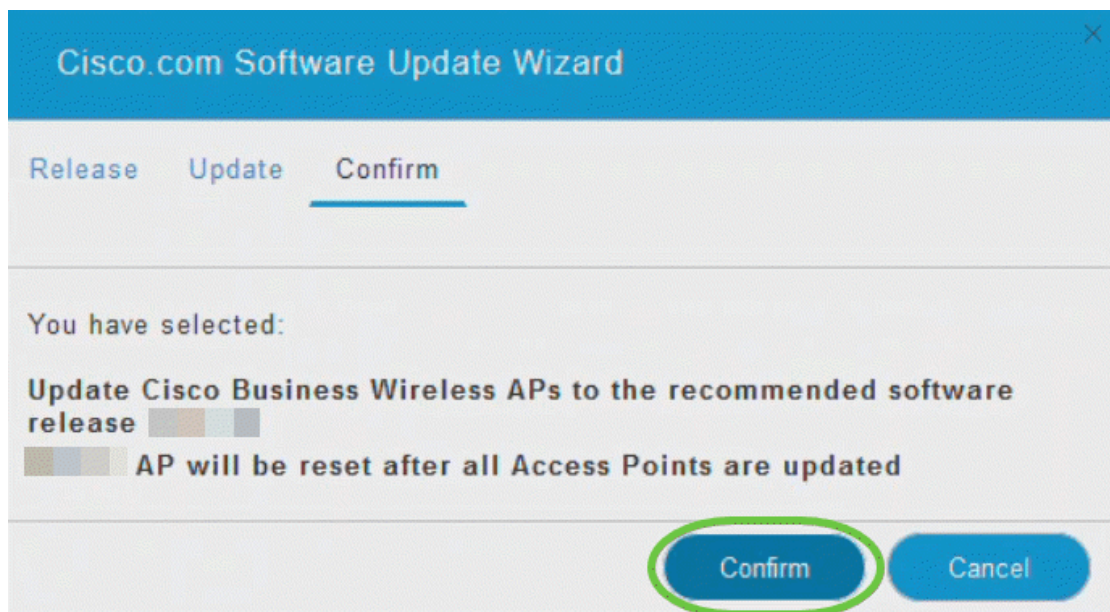 Cisco.com Software Update Wizard
Release Update Confirm
You have selected:
Update Cisco Business Wireless APs to the recommended software
release
AP will be reset after all Access Points are updated
Confirm Cancel